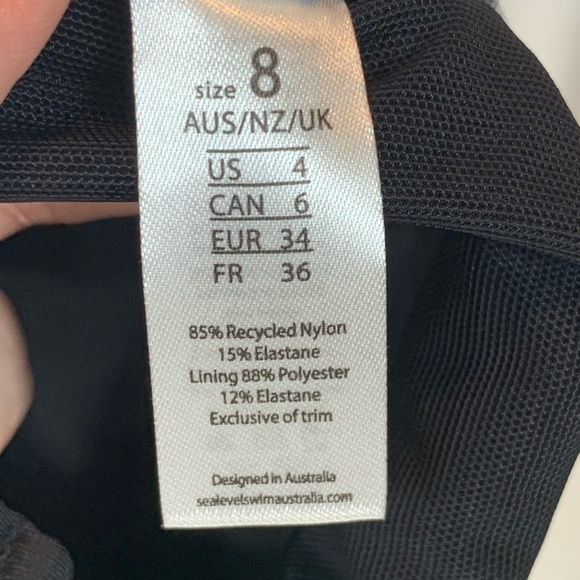 size 8
AUS/NZ/UK
US 4
CAN 6
EUR 34
FR 36
85% Recycled Nylon
15% Elastane
Lining 88% Polyester
12% Elastane
Exclusive of trim
Designed in Australia
sealevelswimaustralia.com